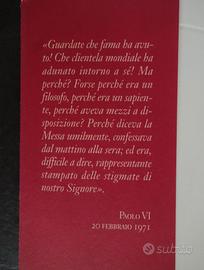 «Guardate che fama ha avu-
to! Che clientela mondiale
ha adunato intorno a sé! Ma
perché? Forse perché era un
filosofo, perché era un sapien-
te, perché aveva mezzi a di-
sposizione? Perché diceva la
Messa umilmente, confessava
dal mattino alla sera; ed era,
difficile a dire, rappresentante
stampato delle stigmate di
nostro Signore».
PAOLO VI
20 FEBBRAIO 1971
subito